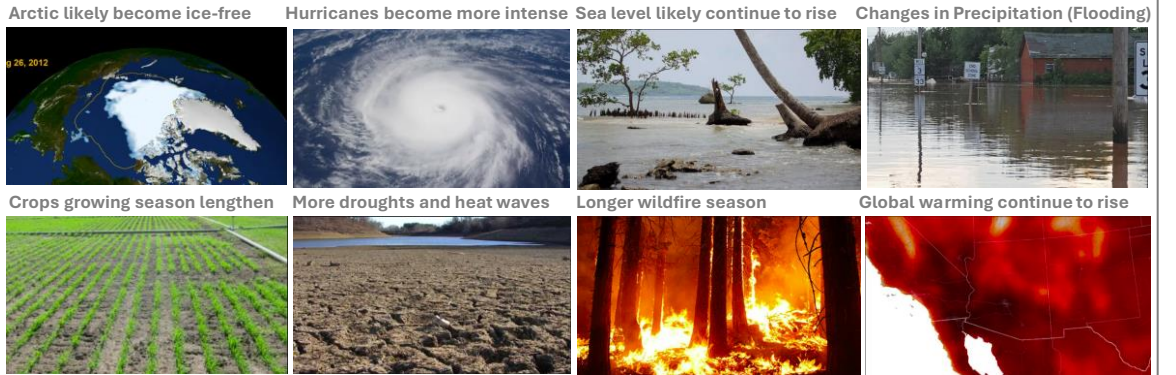 Arctic likely become ice-free
Hurricanes become more intense
Sea level likely continue to rise
Changes in Precipitation (Flooding)
g 26, 2012
Crops growing season lengthen
More droughts and heat waves
Longer wildfire season
Global warming continue to rise